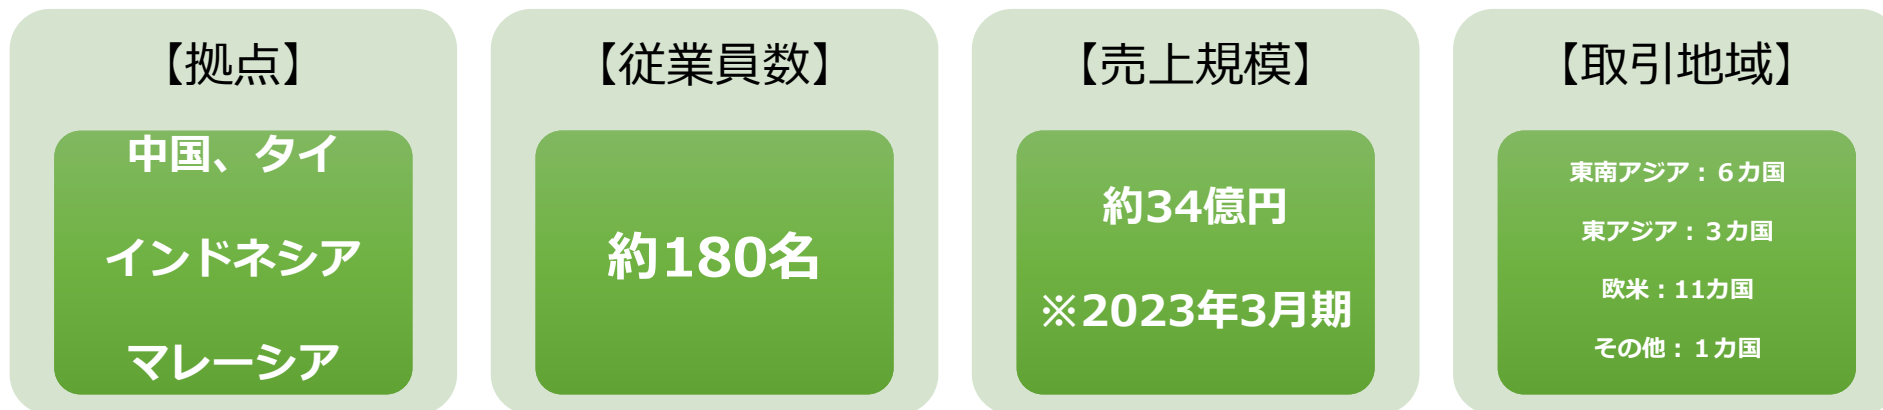 【拠点】
中国、タイ
インドネシア
マレーシア
【従業員数】
約180名
【売上規模】
約34億円
※2023年3月期
【取引地域】
東南アジア：６カ国
東アジア：３カ国
欧米：11カ国
その他：１カ国